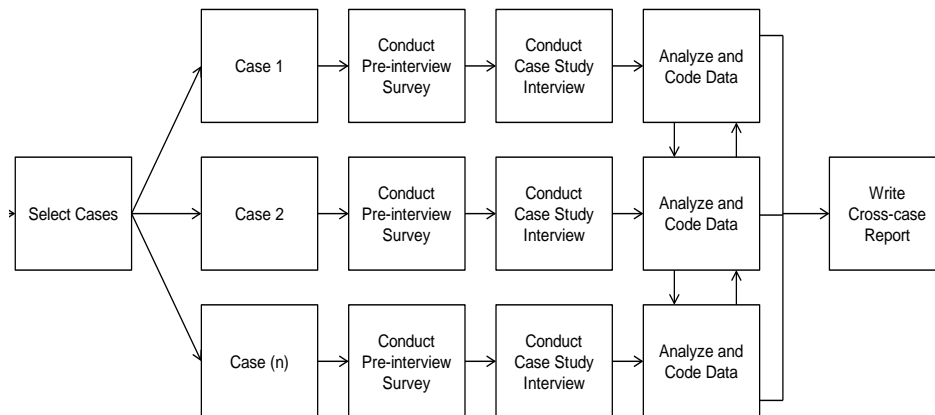 Case 1
Conduct
Pre-interview
Survey
Conduct
Case Study
Interview
Analyze and
Code Data
Select Cases
Case 2
Conduct
Pre-interview
Survey
Conduct
Case Study
Interview
Analyze and
Code Data
Write
Cross-case
Report
Case (n)
Conduct
Pre-interview
Survey
Conduct
Case Study
Interview
Analyze and
Code Data